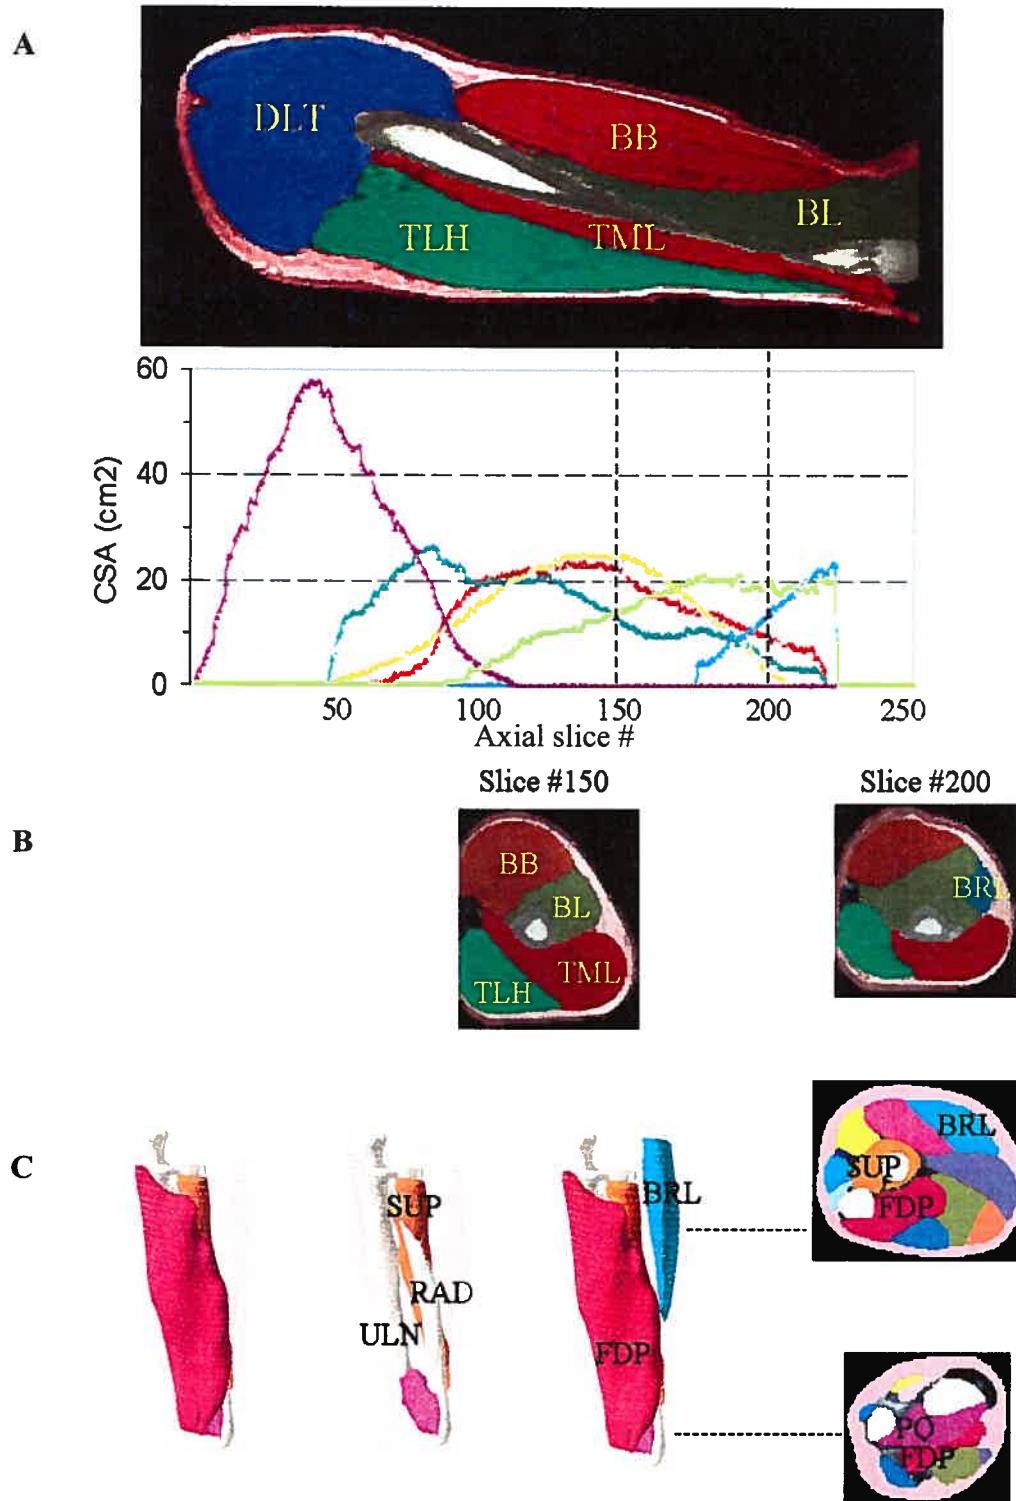 A
DLT
BB
BL
TLH
TML
60
40
20
0
CSA (cm2)
50 100 150 200 250
Axial slice #
Slice #150 Slice #200
B
BB
BL
TML
TLH
BRL
C
SUP
RAD
ULN
BRL
FDP
BRL
SUP
FDP
PQ
FDP